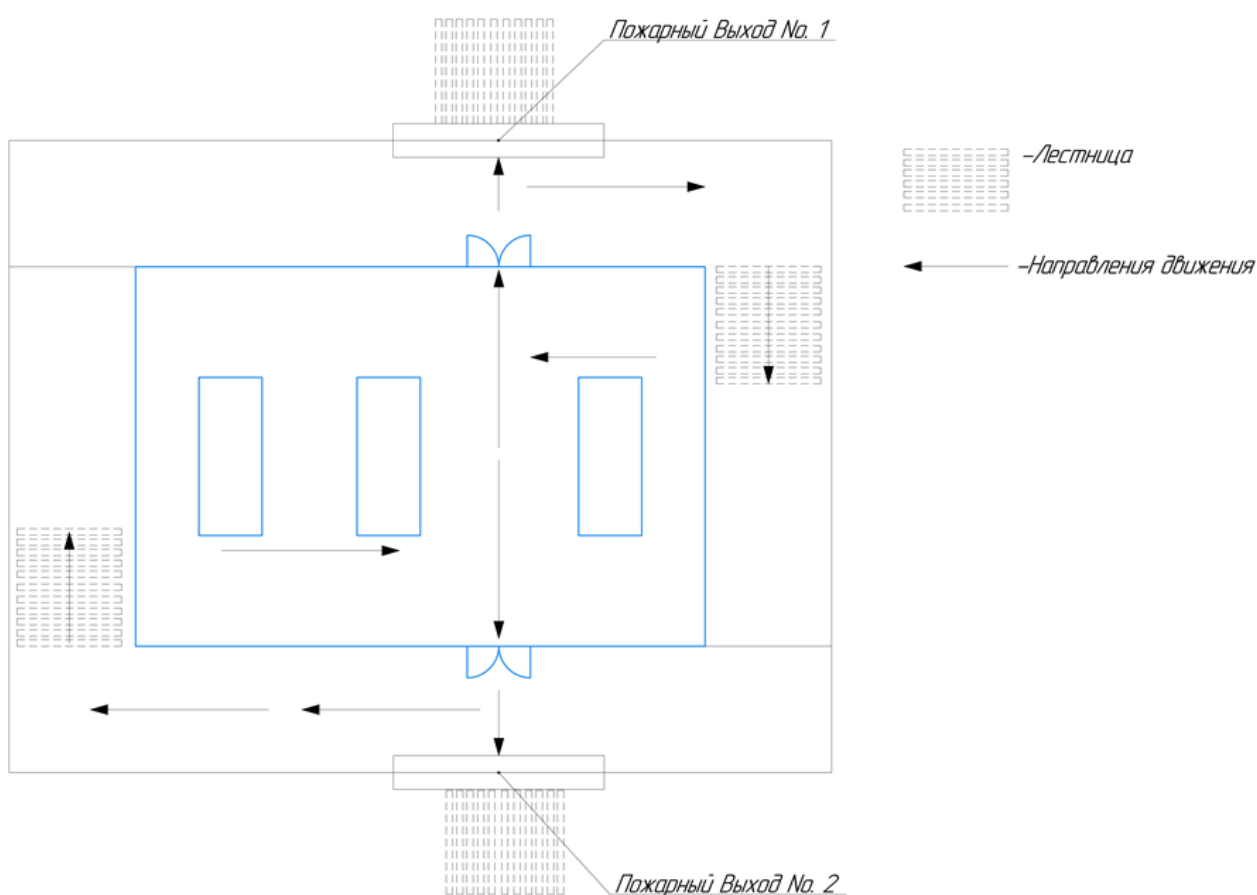 Пожарный Выход No. 1
-Лестница
-Направления движения
Пожарный Выход No. 2